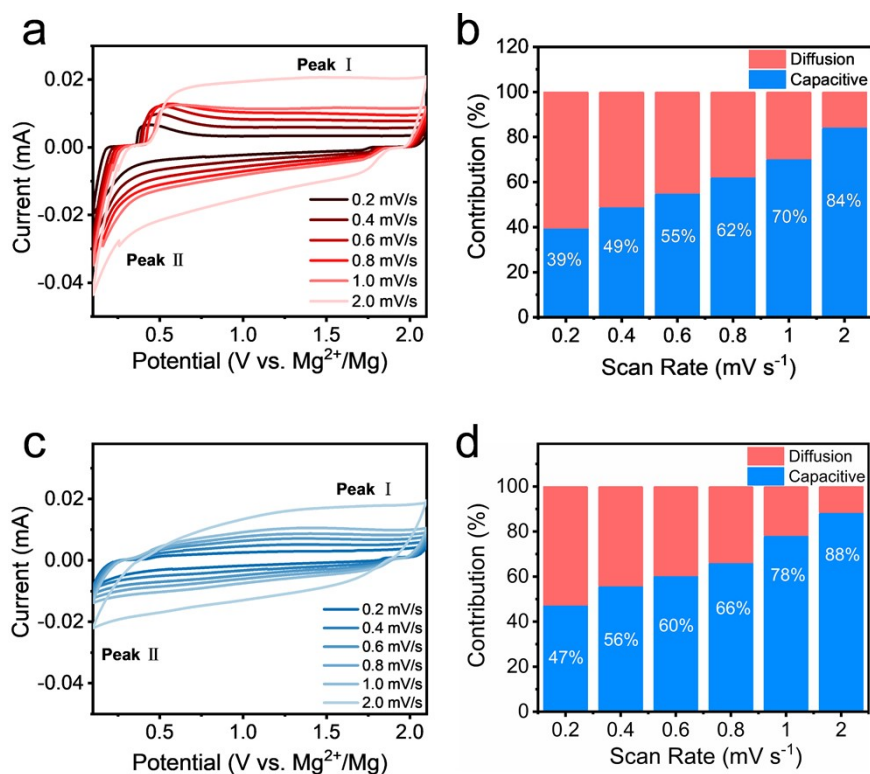 a
0.02
0.00
-0.02
-0.04
Current (mA)
Peak Ⅰ
Peak Ⅱ
0.2 mV/s
0.4 mV/s
0.6 mV/s
0.8 mV/s
1.0 mV/s
2.0 mV/s
0.5 1.0 1.5 2.0
Potential (V vs. Mg²⁺/Mg)
b
120
100
80
60
40
20
0
Contribution (%)
Diffusion
Capacitive
39% 49% 55% 62% 70% 84%
0.2 0.4 0.6 0.8 1 2
Scan Rate (mV s⁻¹)
c
0.02
0.00
-0.02
-0.04
Current (mA)
Peak Ⅰ
Peak Ⅱ
0.2 mV/s
0.4 mV/s
0.6 mV/s
0.8 mV/s
1.0 mV/s
2.0 mV/s
0.5 1.0 1.5 2.0
Potential (V vs. Mg²⁺/Mg)
d
100
80
60
40
20
0
Contribution (%)
Diffusion
Capacitive
47% 56% 60% 66% 78% 88%
0.2 0.4 0.6 0.8 1 2
Scan Rate (mV s⁻¹)